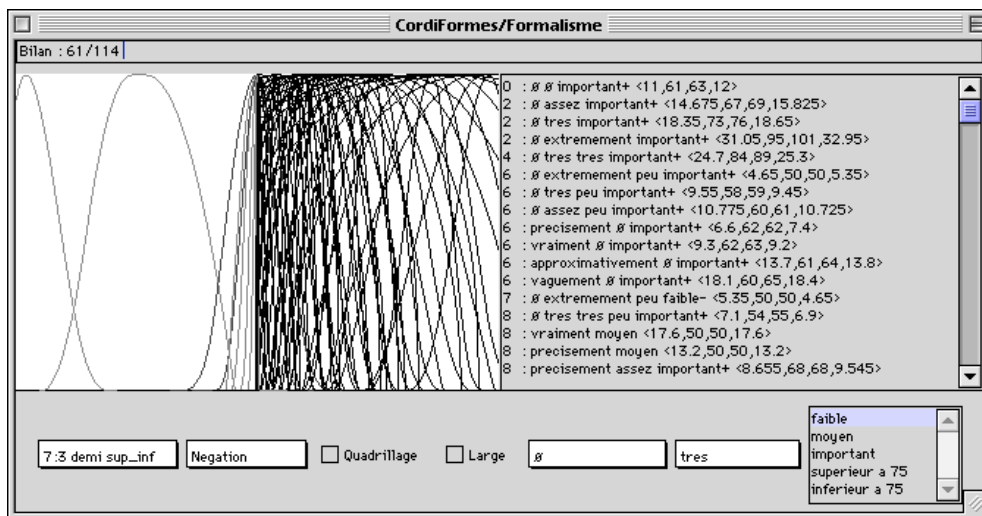 CordiFormes/Formalisme
Bilan : 61/114
0 : ø ø important+ <11,61,63,12>
2 : ø assez important+ <14.675,67,69,15.825>
2 : ø tres important+ <18.35,73,76,18.65>
2 : ø extremement important+ <31.05,95,101,32.95>
4 : ø tres tres important+ <24.7,84,89,25.3>
6 : ø extremement peu important+ <4.65,50,50,5.35>
6 : ø tres peu important+ <9.55,58,59,9.45>
6 : ø assez peu important+ <10.775,60,61,10.725>
6 : precisement ø important+ <6.6,62,62,7.4>
6 : vraiment ø important+ <9.3,62,63,9.2>
6 : approximativement ø important+ <13.7,61,64,13.8>
6 : vaguement ø important+ <18.1,60,65,18.4>
7 : ø extremement peu faible- <5.35,50,50,4.65>
8 : ø tres tres peu important+ <7.1,54,55,6.9>
8 : vraiment moyen <17.6,50,50,17.6>
8 : precisement moyen <13.2,50,50,13.2>
8 : precisement assez important+ <8.655,68,68,9.545>
7:3 demi sup_inf
Negation
Quadrillage
Large
ø
tres
faible
moyen
important
superieur a 75
inferieur a 75